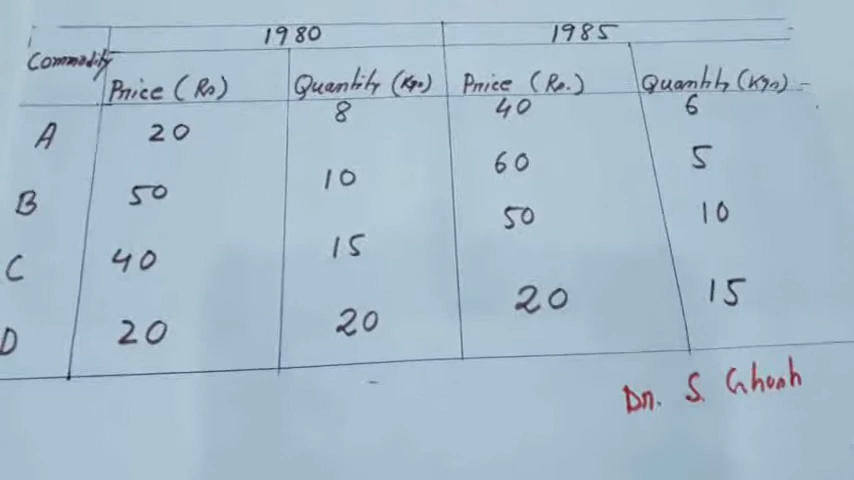 1980 1985
Commodity Price (Rs) Quantity (Kgs) Price (Rs.) Quantity (Kgs)
A 20 8 40 6
B 50 10 60 5
C 40 15 50 10
D 20 20 20 15
Dr. S. Ghosh